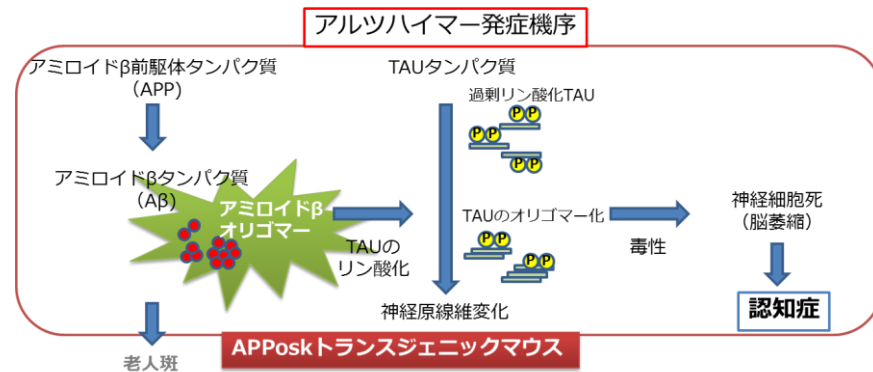 アルツハイマー発症機序
アミロイドβ前駆体タンパク質
（APP）
アミロイドβタンパク質
（Aβ）
アミロイドβ
オリゴマー
老人斑
TAUの
リン酸化
TAUタンパク質
過剰リン酸化TAU
P P
P P
P P
TAUのオリゴマー化
P P
P P
神経原線維変化
毒性
神経細胞死
（脳萎縮）
認知症
APPoskトランスジェニックマウス